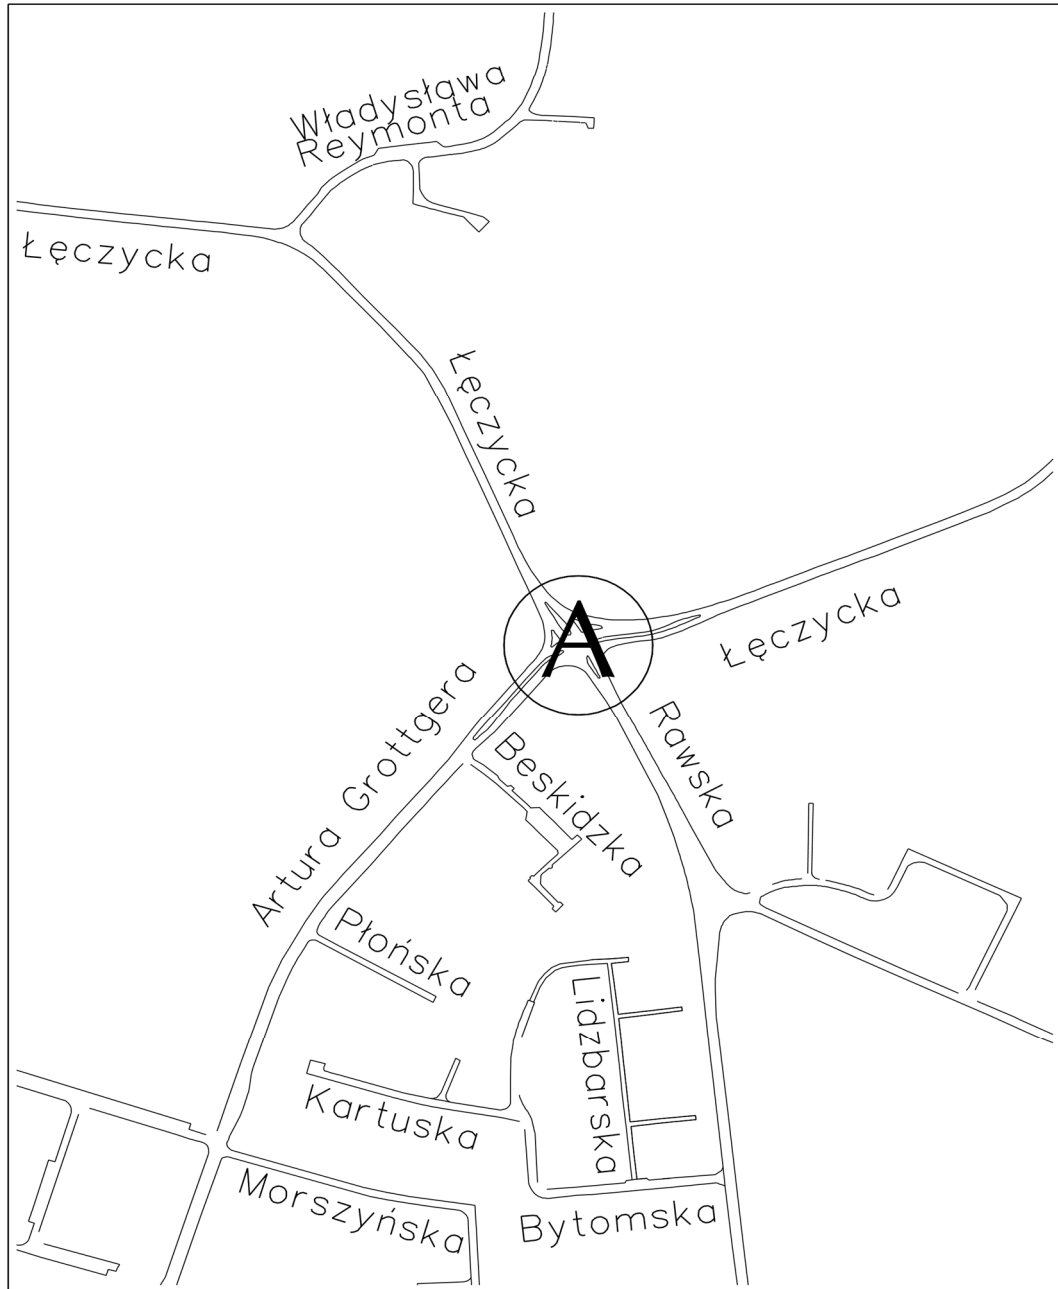 Władysława
Reymonta
Łęczycka
Łęczycka
A
Łęczycka
Artura Grottgera
Rawska
Beskidzka
Płońska
Lidzbarska
Kartuska
Morszyńska
Bytomska